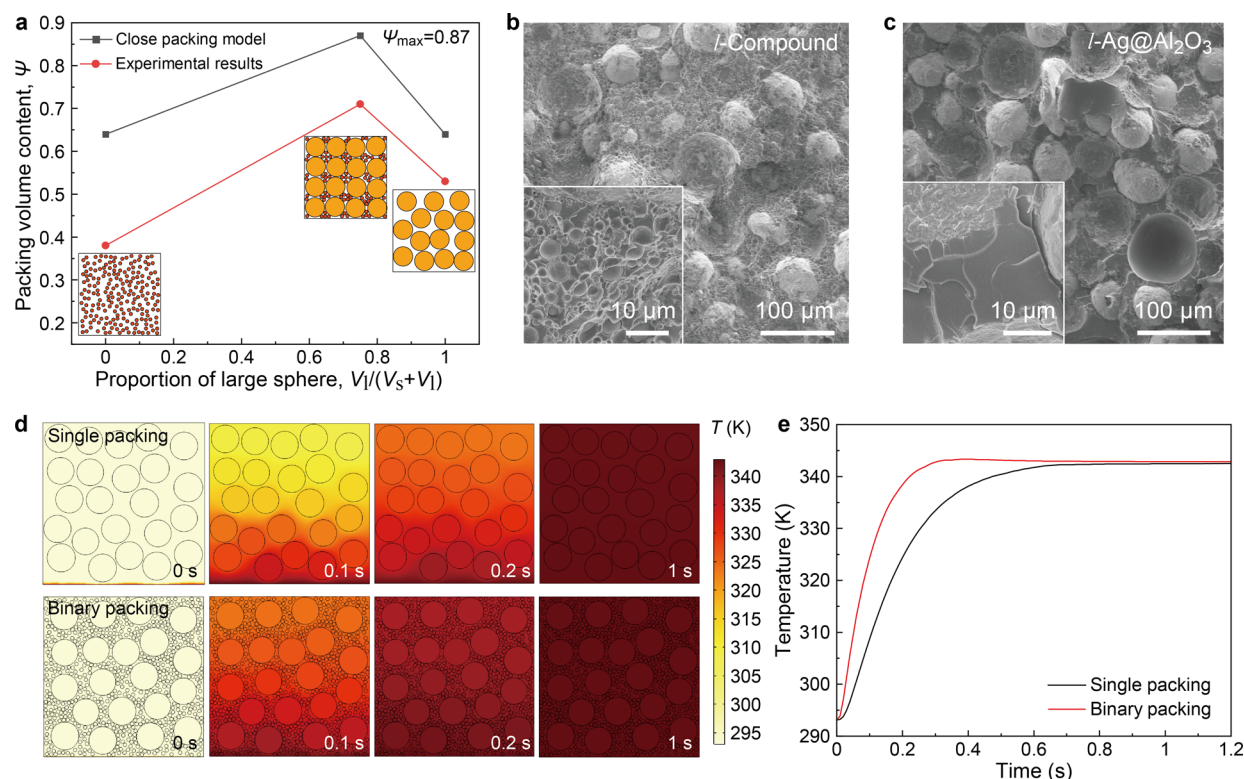 a
0.9
0.8
0.7
0.6
0.5
0.4
0.3
0.2
Packing volume content, Ψ
Close packing model
Experimental results
Ψmax=0.87
0 0.2 0.4 0.6 0.8 1
Proportion of large sphere, Vl/(Vs+Vl)
b
l-Compound
10 μm
100 μm
c
l-Ag@Al2O3
10 μm
100 μm
d
Single packing
0 s
0.1 s
0.2 s
1 s
Binary packing
0 s
0.1 s
0.2 s
1 s
T (K)
340
335
330
325
320
315
310
305
300
295
e
350
340
330
320
310
300
290
Temperature (K)
Single packing
Binary packing
0 0.2 0.4 0.6 0.8 1.0 1.2
Time (s)